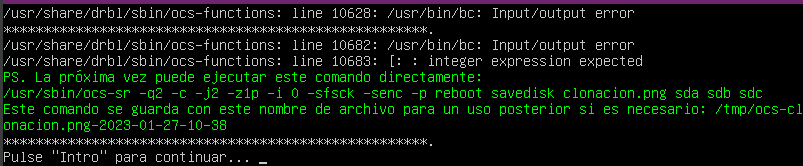 /usr/share/drbl/sbin/ocs-functions: line 10628: /usr/bin/bc: Input/output error
*****************************************************.
/usr/share/drbl/sbin/ocs-functions: line 10682: /usr/bin/bc: Input/output error
/usr/share/drbl/sbin/ocs-functions: line 10683: [: : integer expression expected
PS. La próxima vez puede ejecutar este comando directamente:
/usr/sbin/ocs-sr -q2 -c -j2 -z1p -i 0 -sfsck -senc -p reboot savedisk clonacion.png sda sdb sdc
Este comando se guarda con este nombre de archivo para un uso posterior si es necesario: /tmp/ocs-cl
onacion.png-2023-01-27-10-38
*****************************************************.
Pulse "Intro" para continuar... _